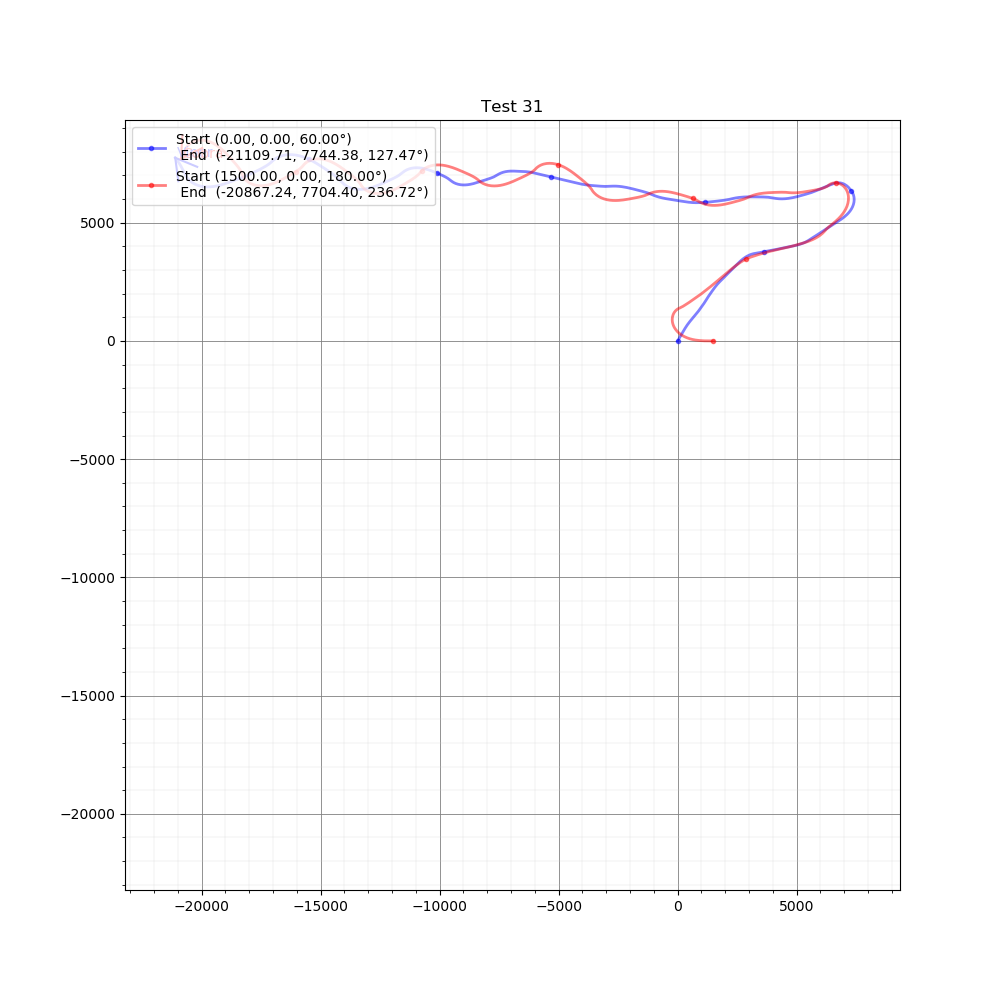 Test 31
Start (0.00, 0.00, 60.00°)
End (-21109.71, 7744.38, 127.47°)
Start (1500.00, 0.00, 180.00°)
End (-20867.24, 7704.40, 236.72°)
5000
0
−5000
−10000
−15000
−20000
−20000 −15000 −10000 −5000 0 5000